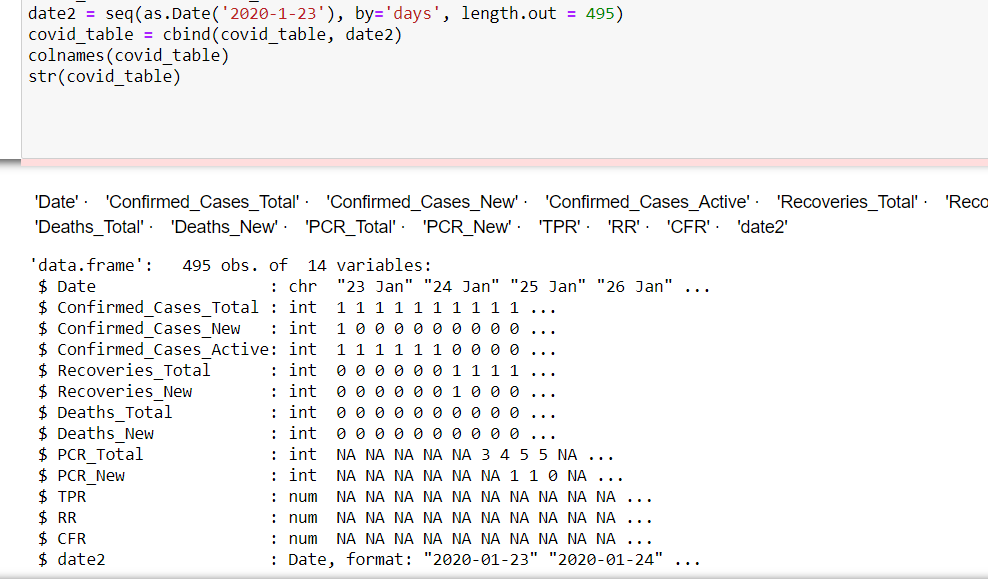 date2 = seq(as.Date('2020-1-23'), by='days', length.out = 495)
covid_table = cbind(covid_table, date2)
colnames(covid_table)
str(covid_table)
'Date' · 'Confirmed_Cases_Total' · 'Confirmed_Cases_New' · 'Confirmed_Cases_Active' · 'Recoveries_Total' · 'Reco
'Deaths_Total' · 'Deaths_New' · 'PCR_Total' · 'PCR_New' · 'TPR' · 'RR' · 'CFR' · 'date2'
'data.frame': 495 obs. of 14 variables:
$ Date : chr "23 Jan" "24 Jan" "25 Jan" "26 Jan" ...
$ Confirmed_Cases_Total : int 1 1 1 1 1 1 1 1 1 1 ...
$ Confirmed_Cases_New : int 1 0 0 0 0 0 0 0 0 0 ...
$ Confirmed_Cases_Active: int 1 1 1 1 1 1 0 0 0 0 ...
$ Recoveries_Total : int 0 0 0 0 0 0 1 1 1 1 ...
$ Recoveries_New : int 0 0 0 0 0 0 1 0 0 0 ...
$ Deaths_Total : int 0 0 0 0 0 0 0 0 0 0 ...
$ Deaths_New : int 0 0 0 0 0 0 0 0 0 0 ...
$ PCR_Total : int NA NA NA NA NA 3 4 5 5 NA ...
$ PCR_New : int NA NA NA NA NA NA 1 1 0 NA ...
$ TPR : num NA NA NA NA NA NA NA NA NA NA ...
$ RR : num NA NA NA NA NA NA NA NA NA NA ...
$ CFR : num NA NA NA NA NA NA NA NA NA NA ...
$ date2 : Date, format: "2020-01-23" "2020-01-24" ...